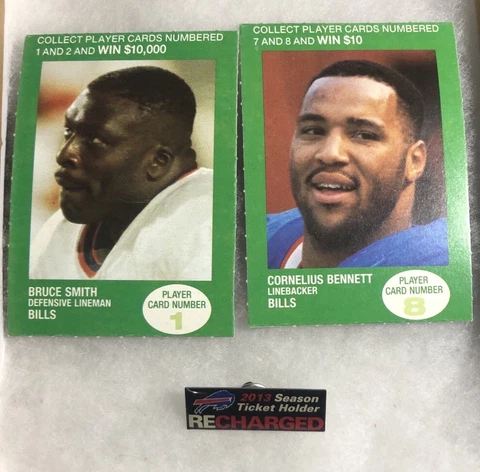 COLLECT PLAYER CARDS NUMBERED
1 AND 2 AND WIN $10,000
BRUCE SMITH
DEFENSIVE LINEMAN
BILLS
PLAYER
CARD NUMBER
1
COLLECT PLAYER CARDS NUMBERED
7 AND 8 AND WIN $10
CORNELIUS BENNETT
LINEBACKER
BILLS
PLAYER
CARD NUMBER
8
2013 Season
Ticket Holder
RECHARGED